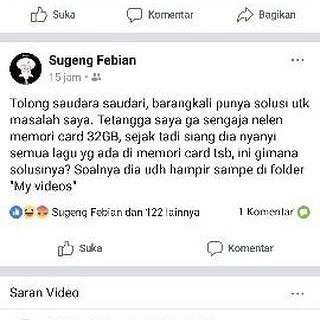 Suka Komentar Bagikan
Sugeng Febian
15 jam
Tolong saudara saudari, barangkali punya solusi utk
masalah saya. Tetangga saya ga sengaja nelen
memori card 32GB, sejak tadi siang dia nyanyi
semua lagu yg ada di memori card tsb, ini gimana
solusinya? Soalnya dia udh hampir sampe di folder
"My videos"
Sugeng Febian dan 122 lainnya 1 Komentar
Suka Komentar
Saran Video